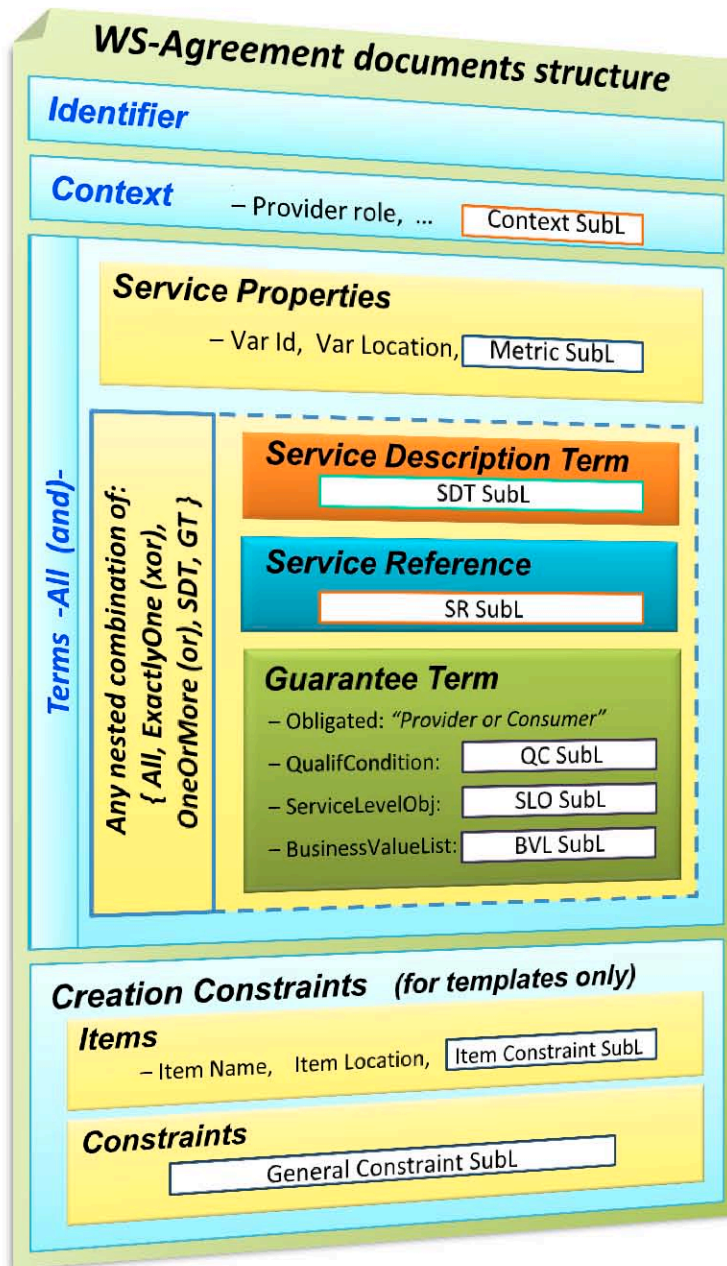 WS-Agreement documents structure
Identifier
Context – Provider role, ... Context SubL
Terms -All (and)-
Service Properties
– Var Id, Var Location, Metric SubL
Any nested combination of:
{ All, ExactlyOne (xor),
OneOrMore (or), SDT, GT }
Service Description Term
SDT SubL
Service Reference
SR SubL
Guarantee Term
– Obligated: “Provider or Consumer”
– QualifCondition: QC SubL
– ServiceLevelObj: SLO SubL
– BusinessValueList: BVL SubL
Creation Constraints (for templates only)
Items
– Item Name, Item Location, Item Constraint SubL
Constraints
General Constraint SubL